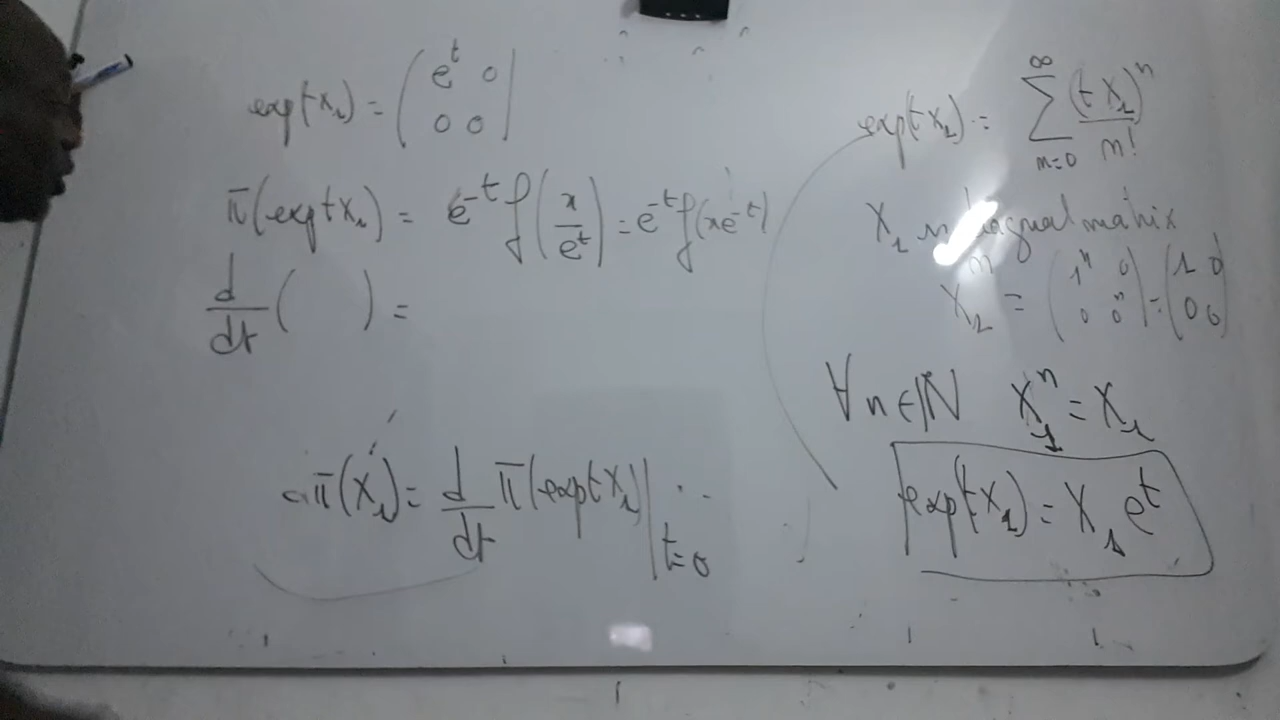 exp(tX₁) = ( e^t 0 ; 0 0 )
π(exp tX₁) = e^{-t} f(x/e^t) = e^{-t} f(xe^{-t})
d/dt ( ) =
dπ(X₁) = d/dt π(exp tX₁)|_{t=0}
exp(tX₁) = ∑_{n=0}^{∞} (tX₁)^n / n!
X₁ matrix
X₁^n = ( 1^n 0 ; 0 0^n ) = ( 1 0 ; 0 0 )
∀n∈ℕ X₁^n = X₁
exp(tX₁) = X₁ e^t